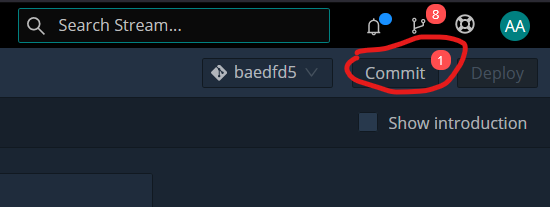 Search Stream...
8
AA
baedfd5
Commit
1
Deploy
Show introduction